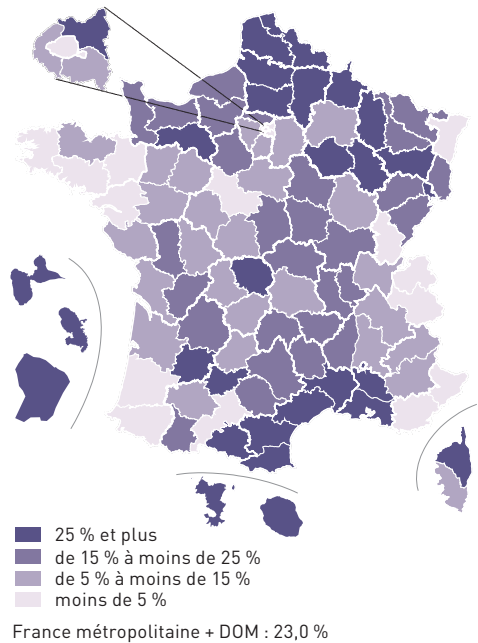 25 % et plus
de 15 % à moins de 25 %
de 5 % à moins de 15 %
moins de 5 %
France métropolitaine + DOM : 23,0 %